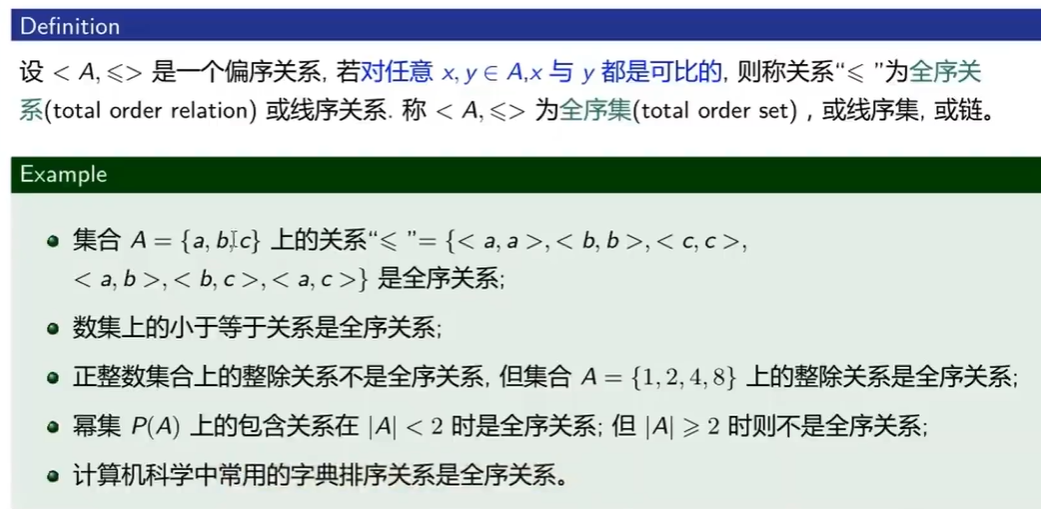 Definition
设 < A, ⩽> 是一个偏序关系, 若对任意 x, y ∈ A,x 与 y 都是可比的, 则称关系“⩽ ”为全序关
系(total order relation) 或线序关系. 称 < A, ⩽> 为全序集(total order set) , 或线序集, 或链。
Example
集合 A = {a, b, c} 上的关系“⩽ ”= {< a, a >, < b, b >, < c, c >,
< a, b >, < b, c >, < a, c >} 是全序关系;
数集上的小于等于关系是全序关系;
正整数集合上的整除关系不是全序关系, 但集合 A = {1, 2, 4, 8} 上的整除关系是全序关系;
幂集 P(A) 上的包含关系在 |A| < 2 时是全序关系; 但 |A| ⩾ 2 时则不是全序关系;
计算机科学中常用的字典排序关系是全序关系。